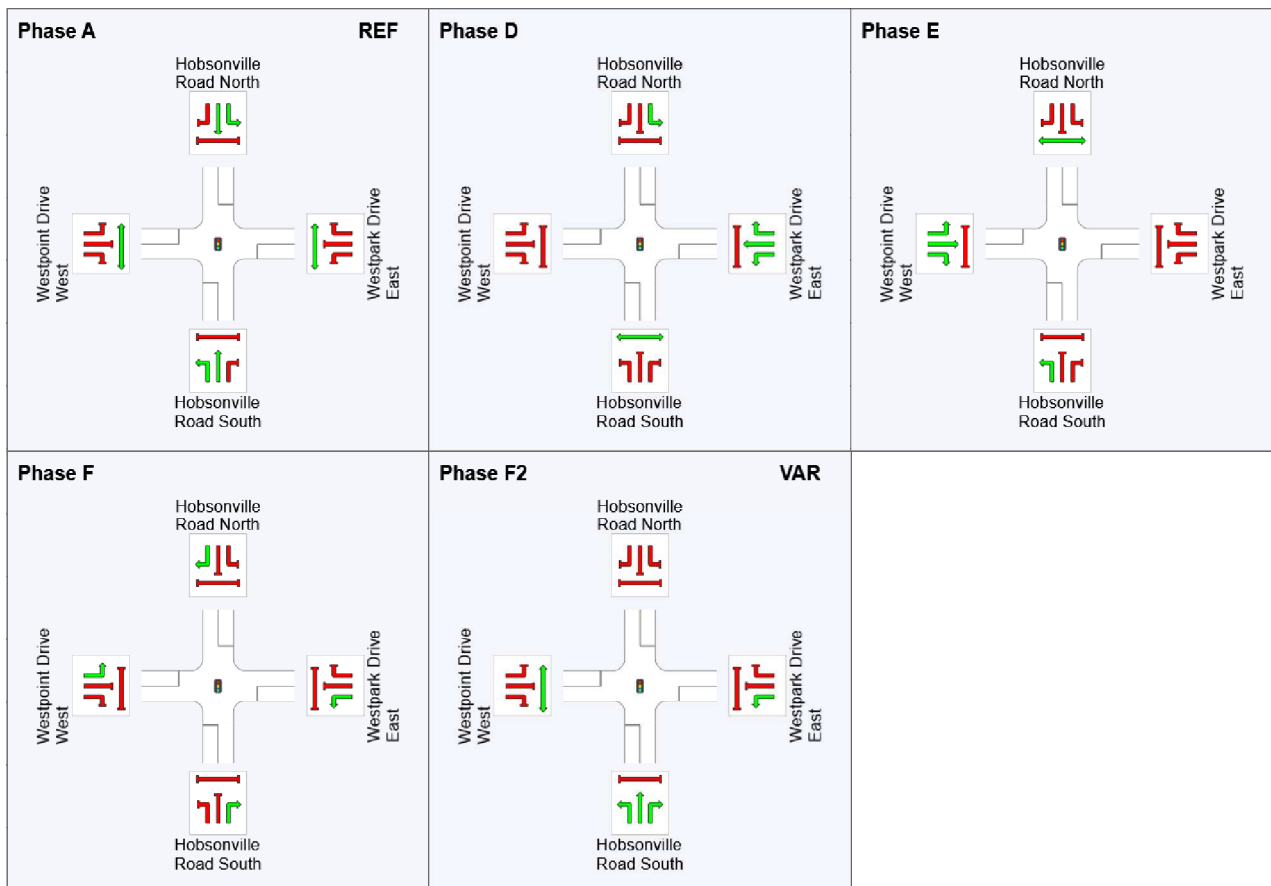 Phase A
REF
Hobsonville
Road North
Westpoint Drive
West
Westpark Drive
East
Hobsonville
Road South
Phase D
Hobsonville
Road North
Westpoint Drive
West
Westpark Drive
East
Hobsonville
Road South
Phase E
Hobsonville
Road North
Westpoint Drive
West
Westpark Drive
East
Hobsonville
Road South
Phase F
Hobsonville
Road North
Westpoint Drive
West
Westpark Drive
East
Hobsonville
Road South
Phase F2
VAR
Hobsonville
Road North
Westpoint Drive
West
Westpark Drive
East
Hobsonville
Road South